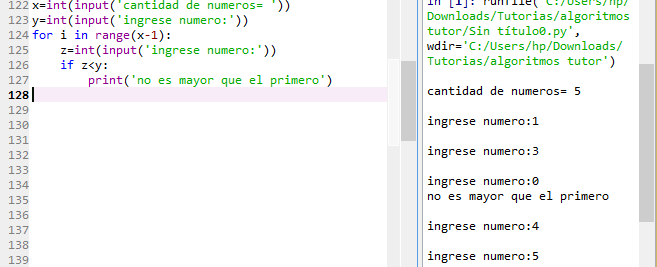 122 x=int(input('cantidad de numeros= '))
123 y=int(input('ingrese numero:'))
124 for i in range(x-1):
125     z=int(input('ingrese numero:'))
126     if z<y:
127         print('no es mayor que el primero')
128
129
130
131
132
133
134
135
136
137
138
139
In [1]: runfile('C:/Users/hp/
Downloads/Tutorias/algoritmos
tutor/Sin título0.py',
wdir='C:/Users/hp/Downloads/
Tutorias/algoritmos tutor')
cantidad de numeros= 5
ingrese numero:1
ingrese numero:3
ingrese numero:0
no es mayor que el primero
ingrese numero:4
ingrese numero:5